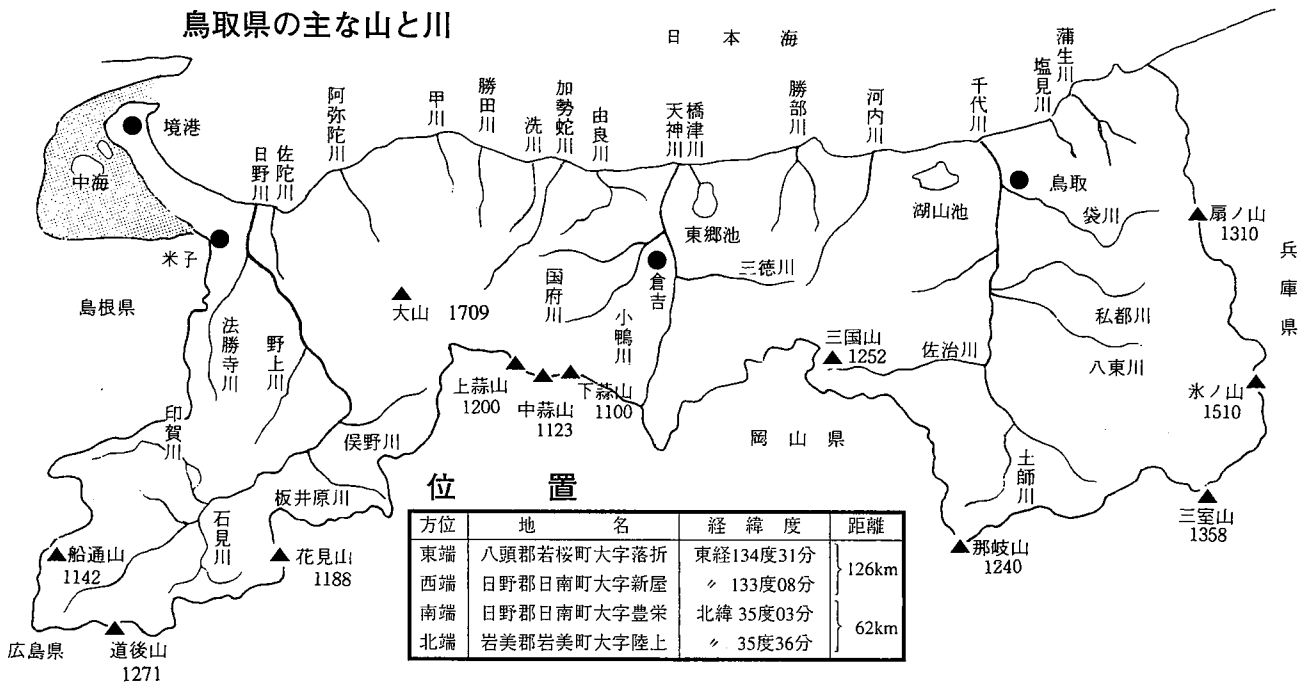 鳥取県の主な山と川
日本海
蒲生川
塩見川
千代川
河内川
勝部川
橋津川
天神川
由良川
加勢蛇川
洗川
勝田川
甲川
阿弥陀川
佐陀川
日野川
境港
中海
米子
島根県
法勝寺川
野上川
大山 1709
国府川
小鴨川
倉吉
東郷池
三徳川
湖山池
鳥取
袋川
扇ノ山
1310
兵庫県
私都川
八東川
氷ノ山
1510
三国山
1252
佐治川
上蒜山
1200
中蒜山
1123
下蒜山
1100
岡山県
印賀川
俣野川
板井原川
石見川
船通山
1142
花見山
1188
広島県
道後山
1271
土師川
那岐山
1240
三室山
1358
位置
方位 地名 経緯度 距離
東端 八頭郡若桜町大字落折 東経134度31分
126km
西端 日野郡日南町大字新屋 〃 133度08分
南端 日野郡日南町大字豊栄 北緯 35度03分
62km
北端 岩美郡岩美町大字陸上 〃 35度36分